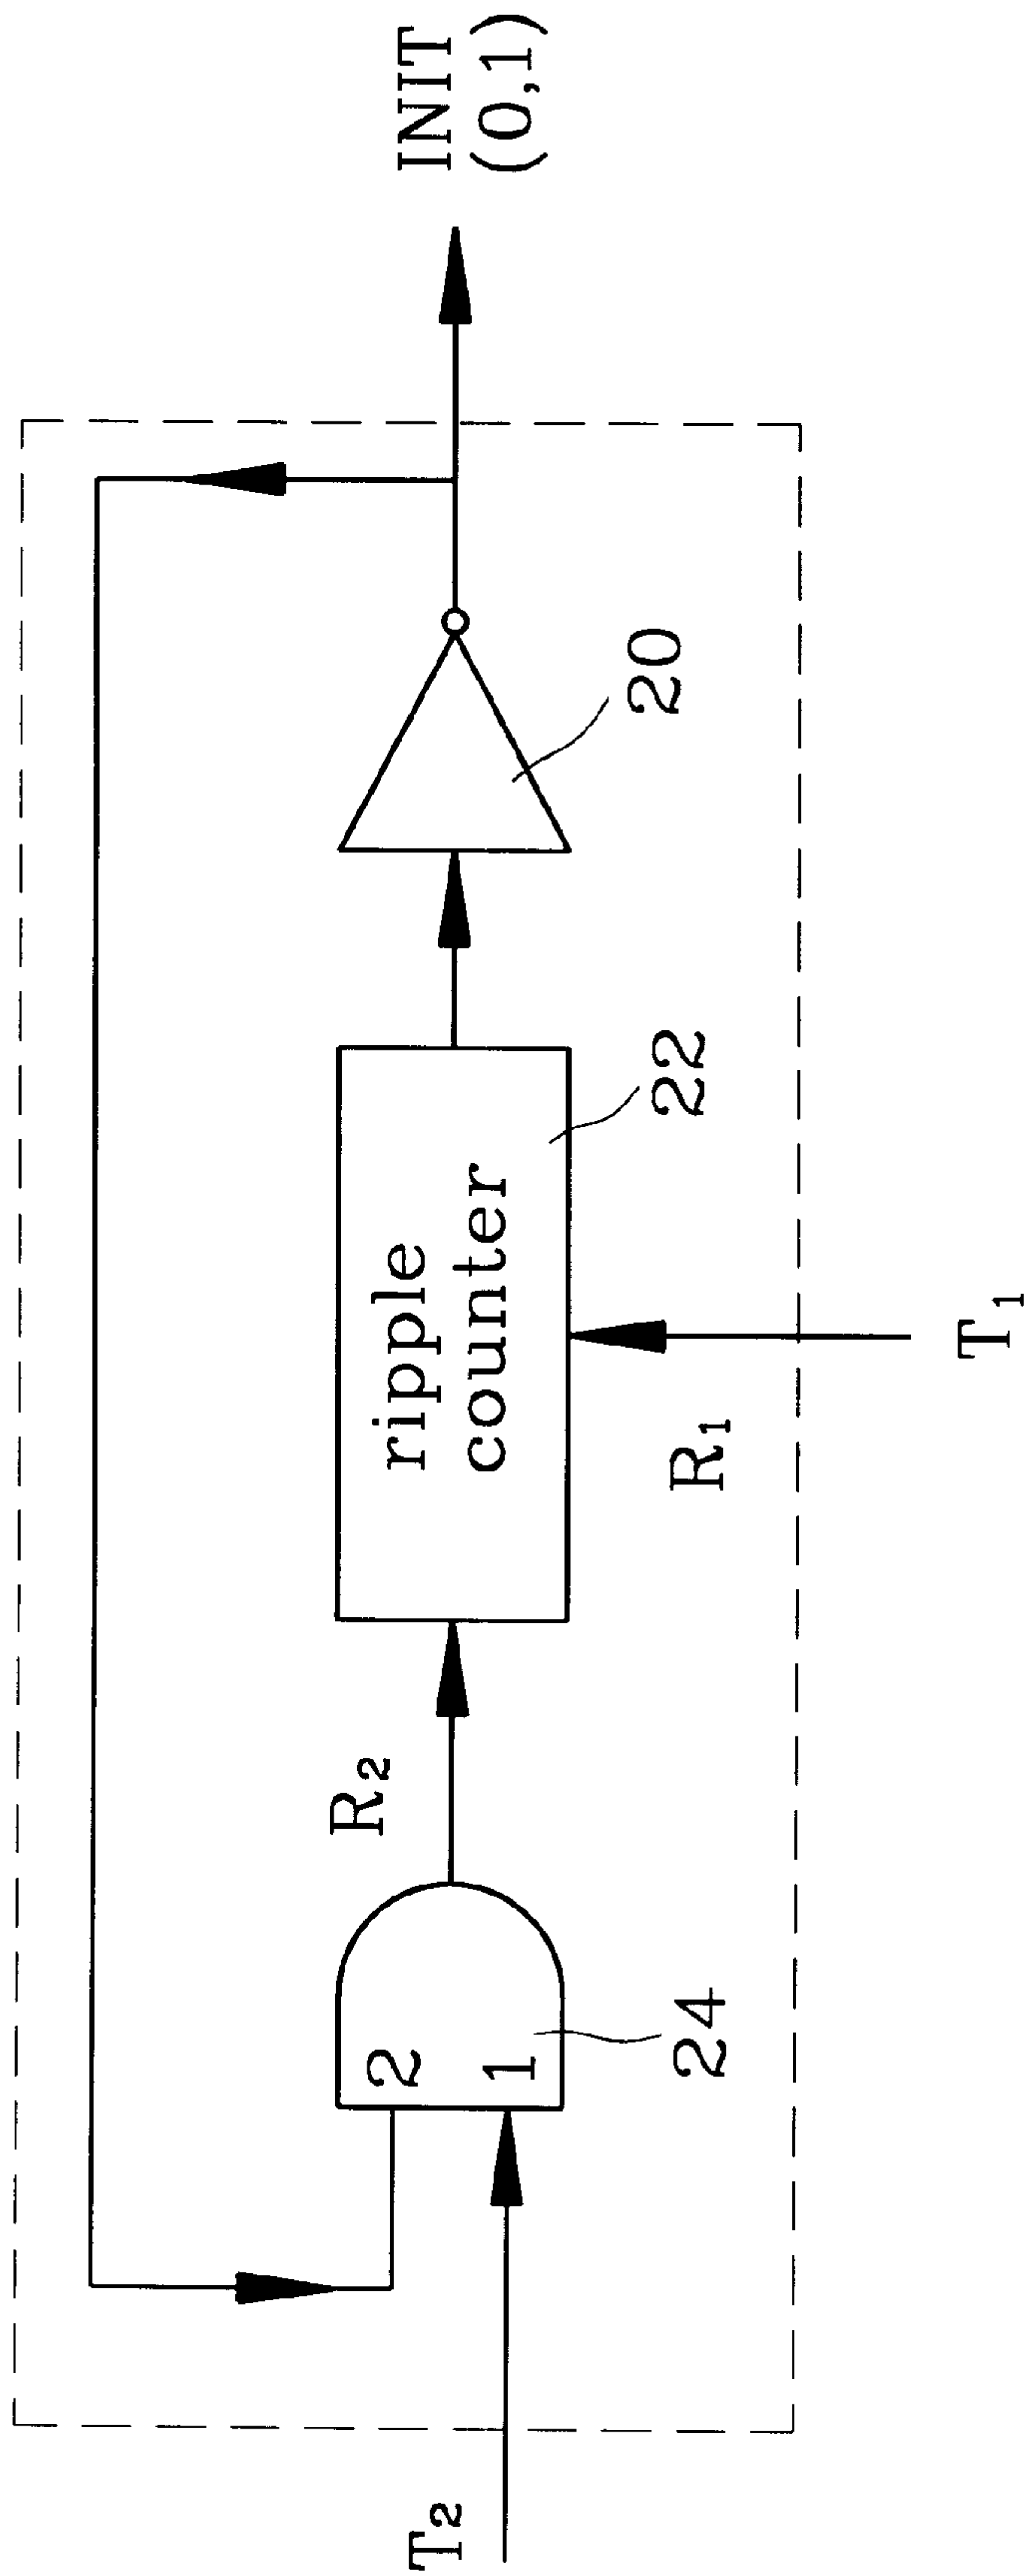 T₂
2
1
24
R₂
ripple
counter
22
R₁
T₁
20
INIT
(0,1)